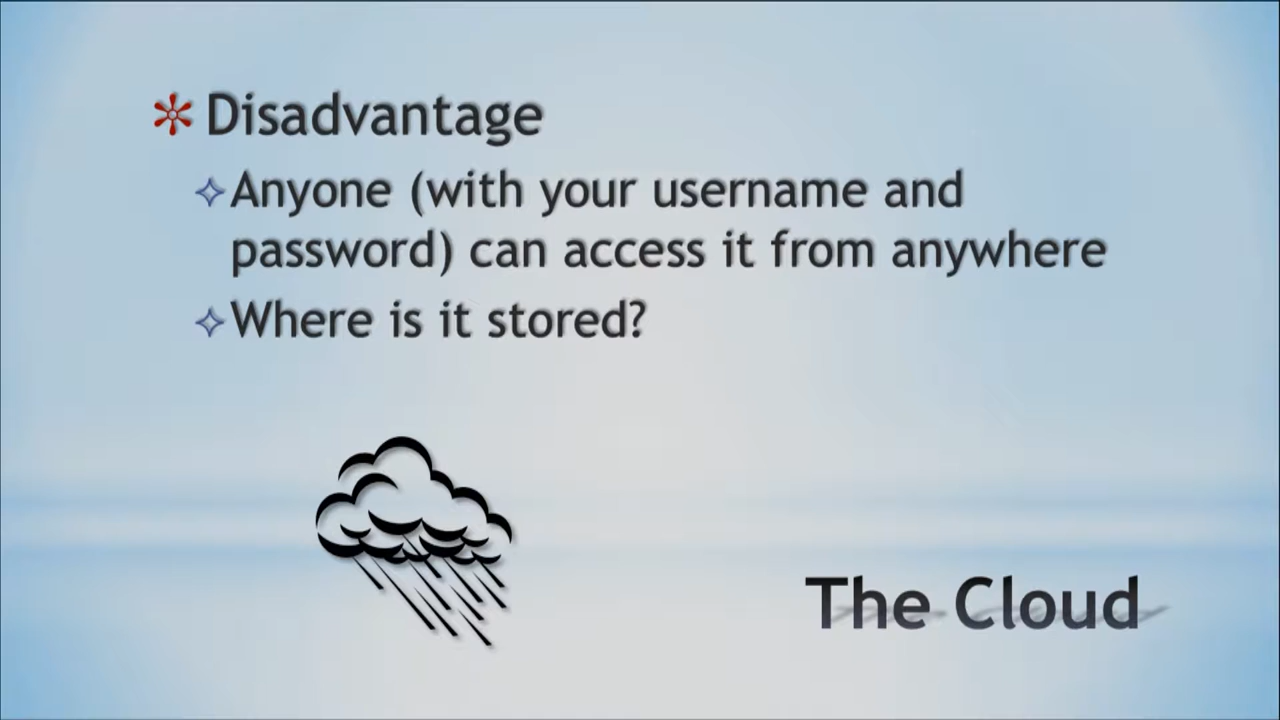 Disadvantage
Anyone (with your username and
password) can access it from anywhere
Where is it stored?
The Cloud